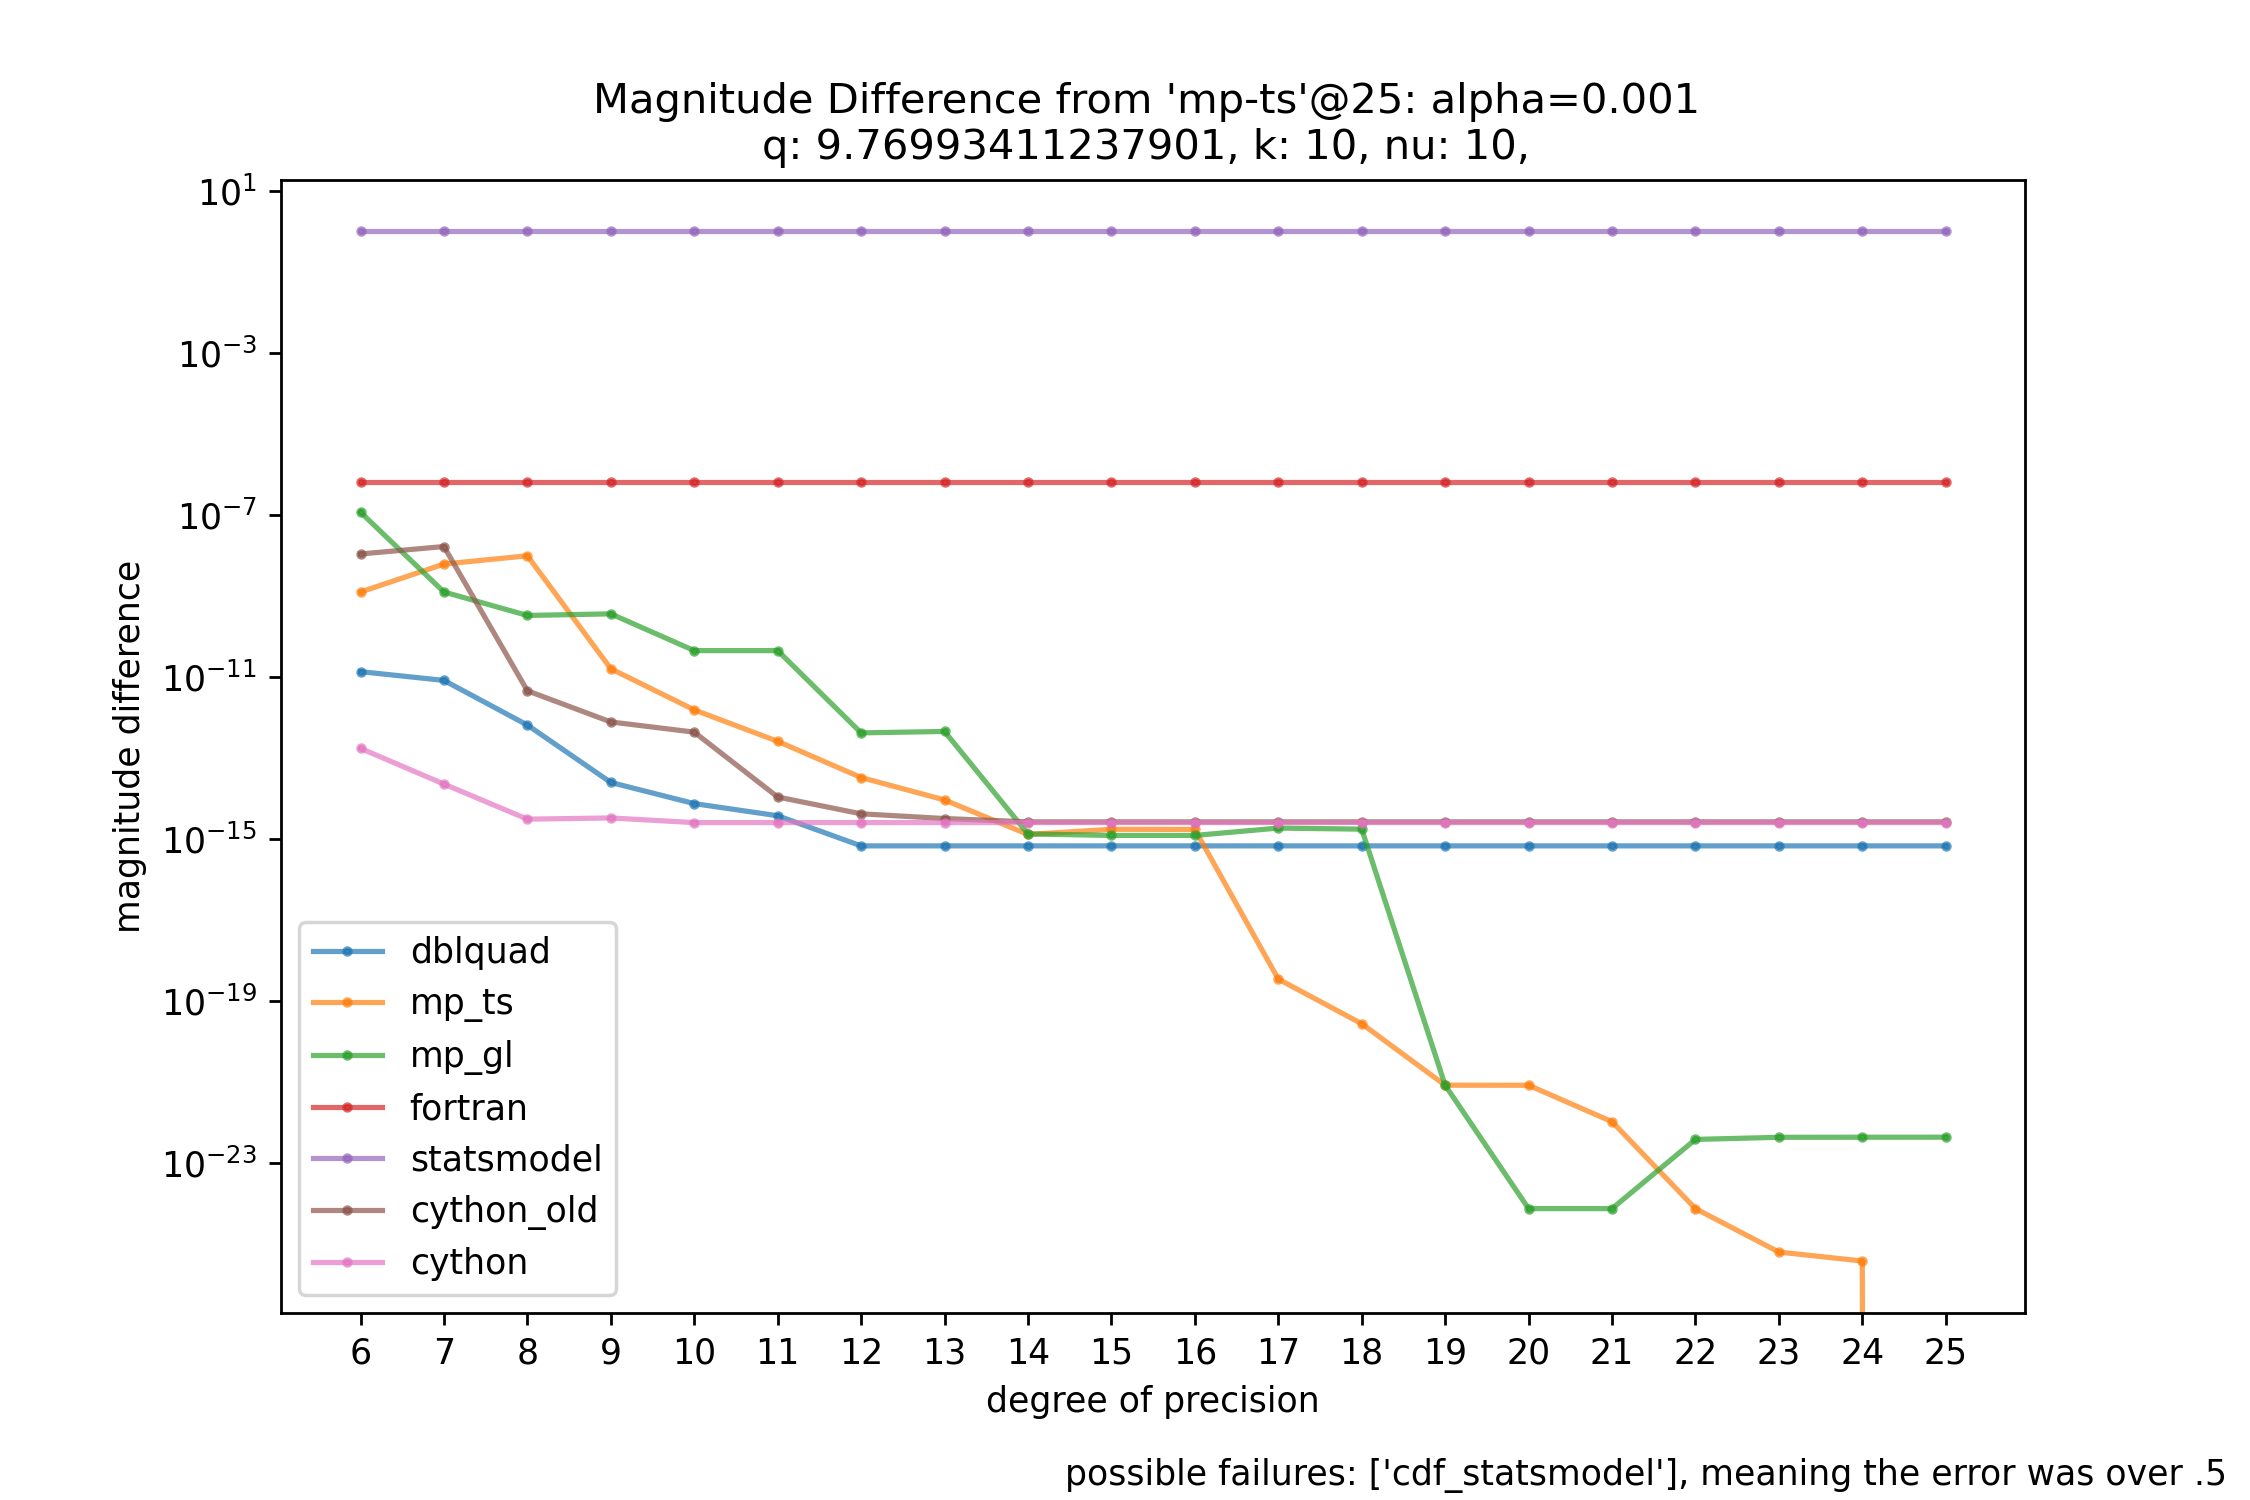 Magnitude Difference from 'mp-ts'@25: alpha=0.001
q: 9.76993411237901, k: 10, nu: 10,
magnitude difference
10^1
10^−3
10^−7
10^−11
10^−15
10^−19
10^−23
dblquad
mp_ts
mp_gl
fortran
statsmodel
cython_old
cython
6 7 8 9 10 11 12 13 14 15 16 17 18 19 20 21 22 23 24 25
degree of precision
possible failures: ['cdf_statsmodel'], meaning the error was over .5